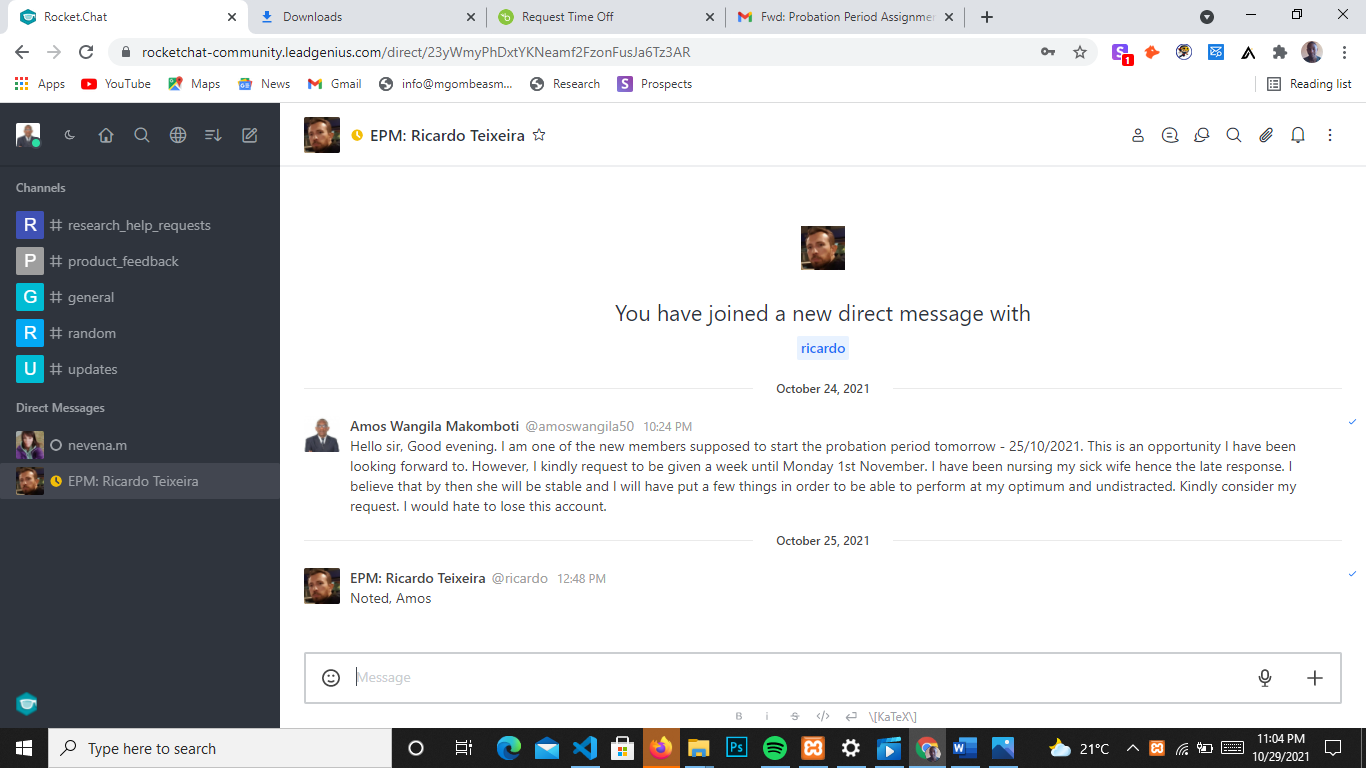 Rocket.Chat
Downloads
Request Time Off
Fwd: Probation Period Assignmen
rocketchat-community.leadgenius.com/direct/23yWmyPhDxtYKNeamf2FzonFusJa6Tz3AR
1
Apps
YouTube
Maps
News
Gmail
info@mgombeasm...
Research
S
Prospects
Reading list
EPM: Ricardo Teixeira
Channels
R
research_help_requests
P
product_feedback
G
general
R
random
U
updates
Direct Messages
nevena.m
EPM: Ricardo Teixeira
You have joined a new direct message with
ricardo
October 24, 2021
Amos Wangila Makomboti @amoswangila50 10:24 PM
Hello sir, Good evening. I am one of the new members supposed to start the probation period tomorrow - 25/10/2021. This is an opportunity I have been
looking forward to. However, I kindly request to be given a week until Monday 1st November. I have been nursing my sick wife hence the late response. I
believe that by then she will be stable and I will have put a few things in order to be able to perform at my optimum and undistracted. Kindly consider my
request. I would hate to lose this account.
October 25, 2021
EPM: Ricardo Teixeira @ricardo 12:48 PM
Noted, Amos
Message
B i S </> \[KaTeX\]
Type here to search
Ps
21°C
11:04 PM
10/29/2021